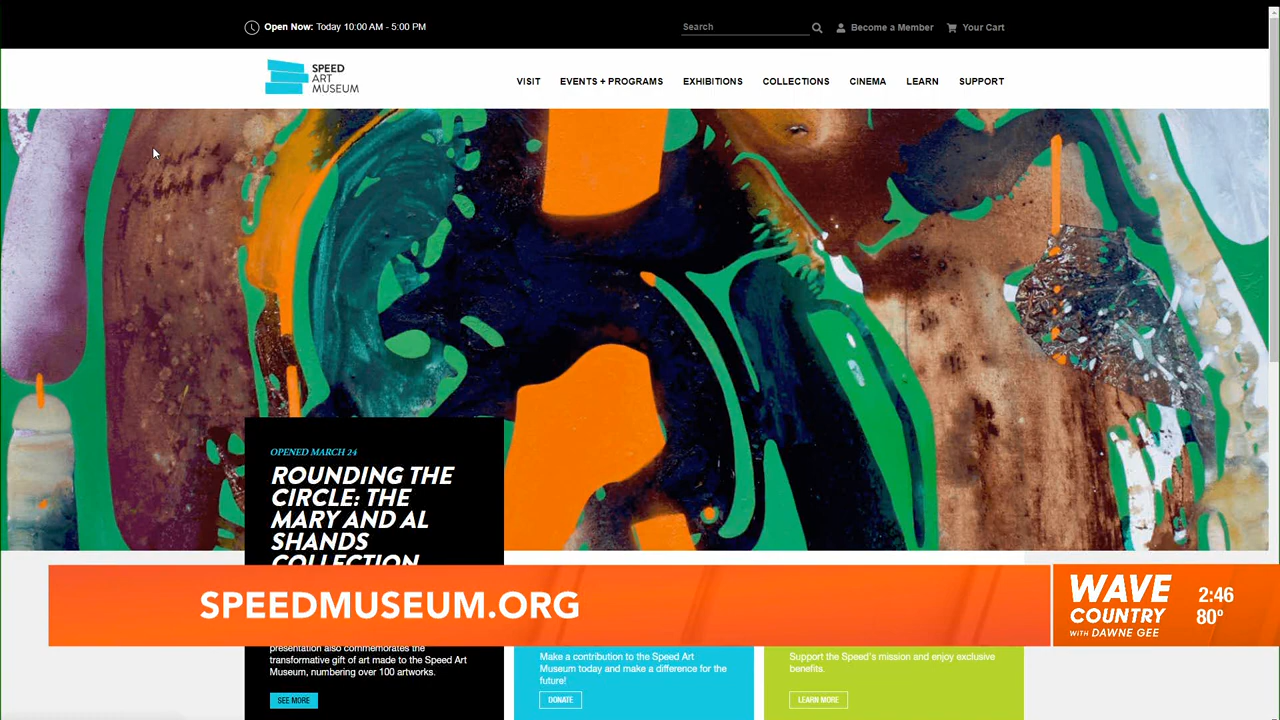 Open Now: Today 10:00 AM - 5:00 PM
Search
Become a Member
Your Cart
SPEED
ART
MUSEUM
VISIT
EVENTS + PROGRAMS
EXHIBITIONS
COLLECTIONS
CINEMA
LEARN
SUPPORT
OPENED MARCH 24
ROUNDING THE
CIRCLE: THE
MARY AND AL
SHANDS
COLLECTION
SPEEDMUSEUM.ORG
WAVE
COUNTRY
WITH DAWNE GEE
2:46
80º
presentation also commemorates the
transformative gift of art made to the Speed Art
Museum, numbering over 100 artworks.
SEE MORE
Make a contribution to the Speed Art
Museum today and make a difference for the
future!
DONATE
Support the Speed's mission and enjoy exclusive
benefits.
LEARN MORE